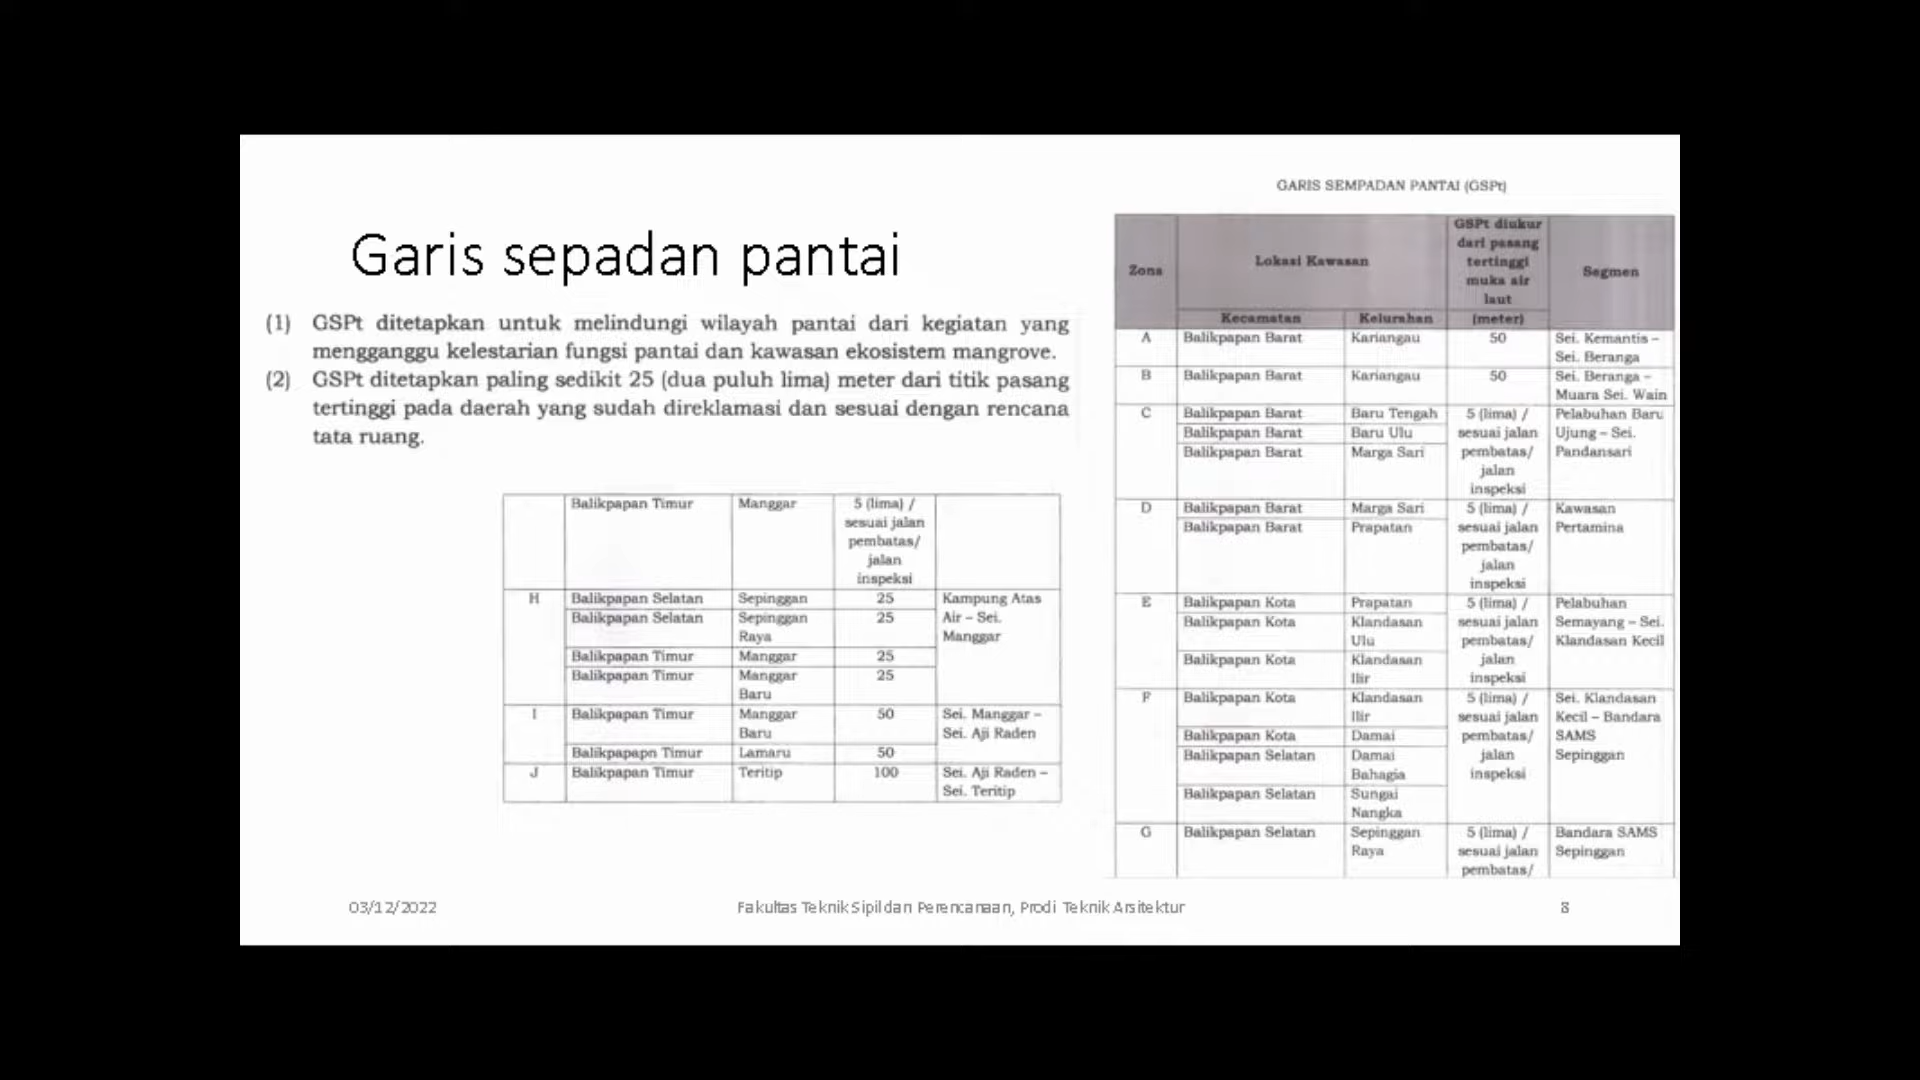 Garis sepadan pantai
(1) GSPt ditetapkan untuk melindungi wilayah pantai dari kegiatan yang
mengganggu kelestarian fungsi pantai dan kawasan ekosistem mangrove.
(2) GSPt ditetapkan paling sedikit 25 (dua puluh lima) meter dari titik pasang
tertinggi pada daerah yang sudah direklamasi dan sesuai dengan rencana
tata ruang.
Balikpapan Timur Manggar 5 (lima) /
sesuai jalan
pembatas/
jalan
inspeksi
H Balikpapan Selatan Sepinggan 25 Kampung Atas
Balikpapan Selatan Sepinggan 25 Air – Sei.
Raya Manggar
Balikpapan Timur Manggar 25
Balikpapan Timur Manggar 25
Baru
I Balikpapan Timur Manggar 50 Sei. Manggar –
Baru Sei. Aji Raden
Balikpapapn Timur Lamaru 50
J Balikpapan Timur Teritip 100 Sei. Aji Raden –
Sei. Teritip
GARIS SEMPADAN PANTAI (GSPt)
GSPt diukur
dari pasang
Zona Lokasi Kawasan tertinggi Segmen
muka air
laut
Kecamatan Kelurahan (meter)
A Balikpapan Barat Kariangau 50 Sei. Kemantis –
Sei. Beranga
B Balikpapan Barat Kariangau 50 Sei. Beranga –
Muara Sei. Wain
C Balikpapan Barat Baru Tengah 5 (lima) / Pelabuhan Baru
Balikpapan Barat Baru Ulu sesuai jalan Ujung – Sei.
Balikpapan Barat Marga Sari pembatas/ Pandansari
jalan
inspeksi
D Balikpapan Barat Marga Sari 5 (lima) / Kawasan
Balikpapan Barat Prapatan sesuai jalan Pertamina
pembatas/
jalan
inspeksi
E Balikpapan Kota Prapatan 5 (lima) / Pelabuhan
Balikpapan Kota Klandasan sesuai jalan Semayang – Sei.
Ulu pembatas/ Klandasan Kecil
Balikpapan Kota Klandasan jalan
Ilir inspeksi
F Balikpapan Kota Klandasan 5 (lima) / Sei. Klandasan
Ilir sesuai jalan Kecil – Bandara
Balikpapan Kota Damai pembatas/ SAMS
Balikpapan Selatan Damai jalan Sepinggan
Bahagia inspeksi
Balikpapan Selatan Sungai
Nangka
G Balikpapan Selatan Sepinggan 5 (lima) / Bandara SAMS
Raya sesuai jalan Sepinggan
pembatas/
03/12/2022 Fakultas Teknik Sipil dan Perencanaan, Prodi Teknik Arsitektur 8